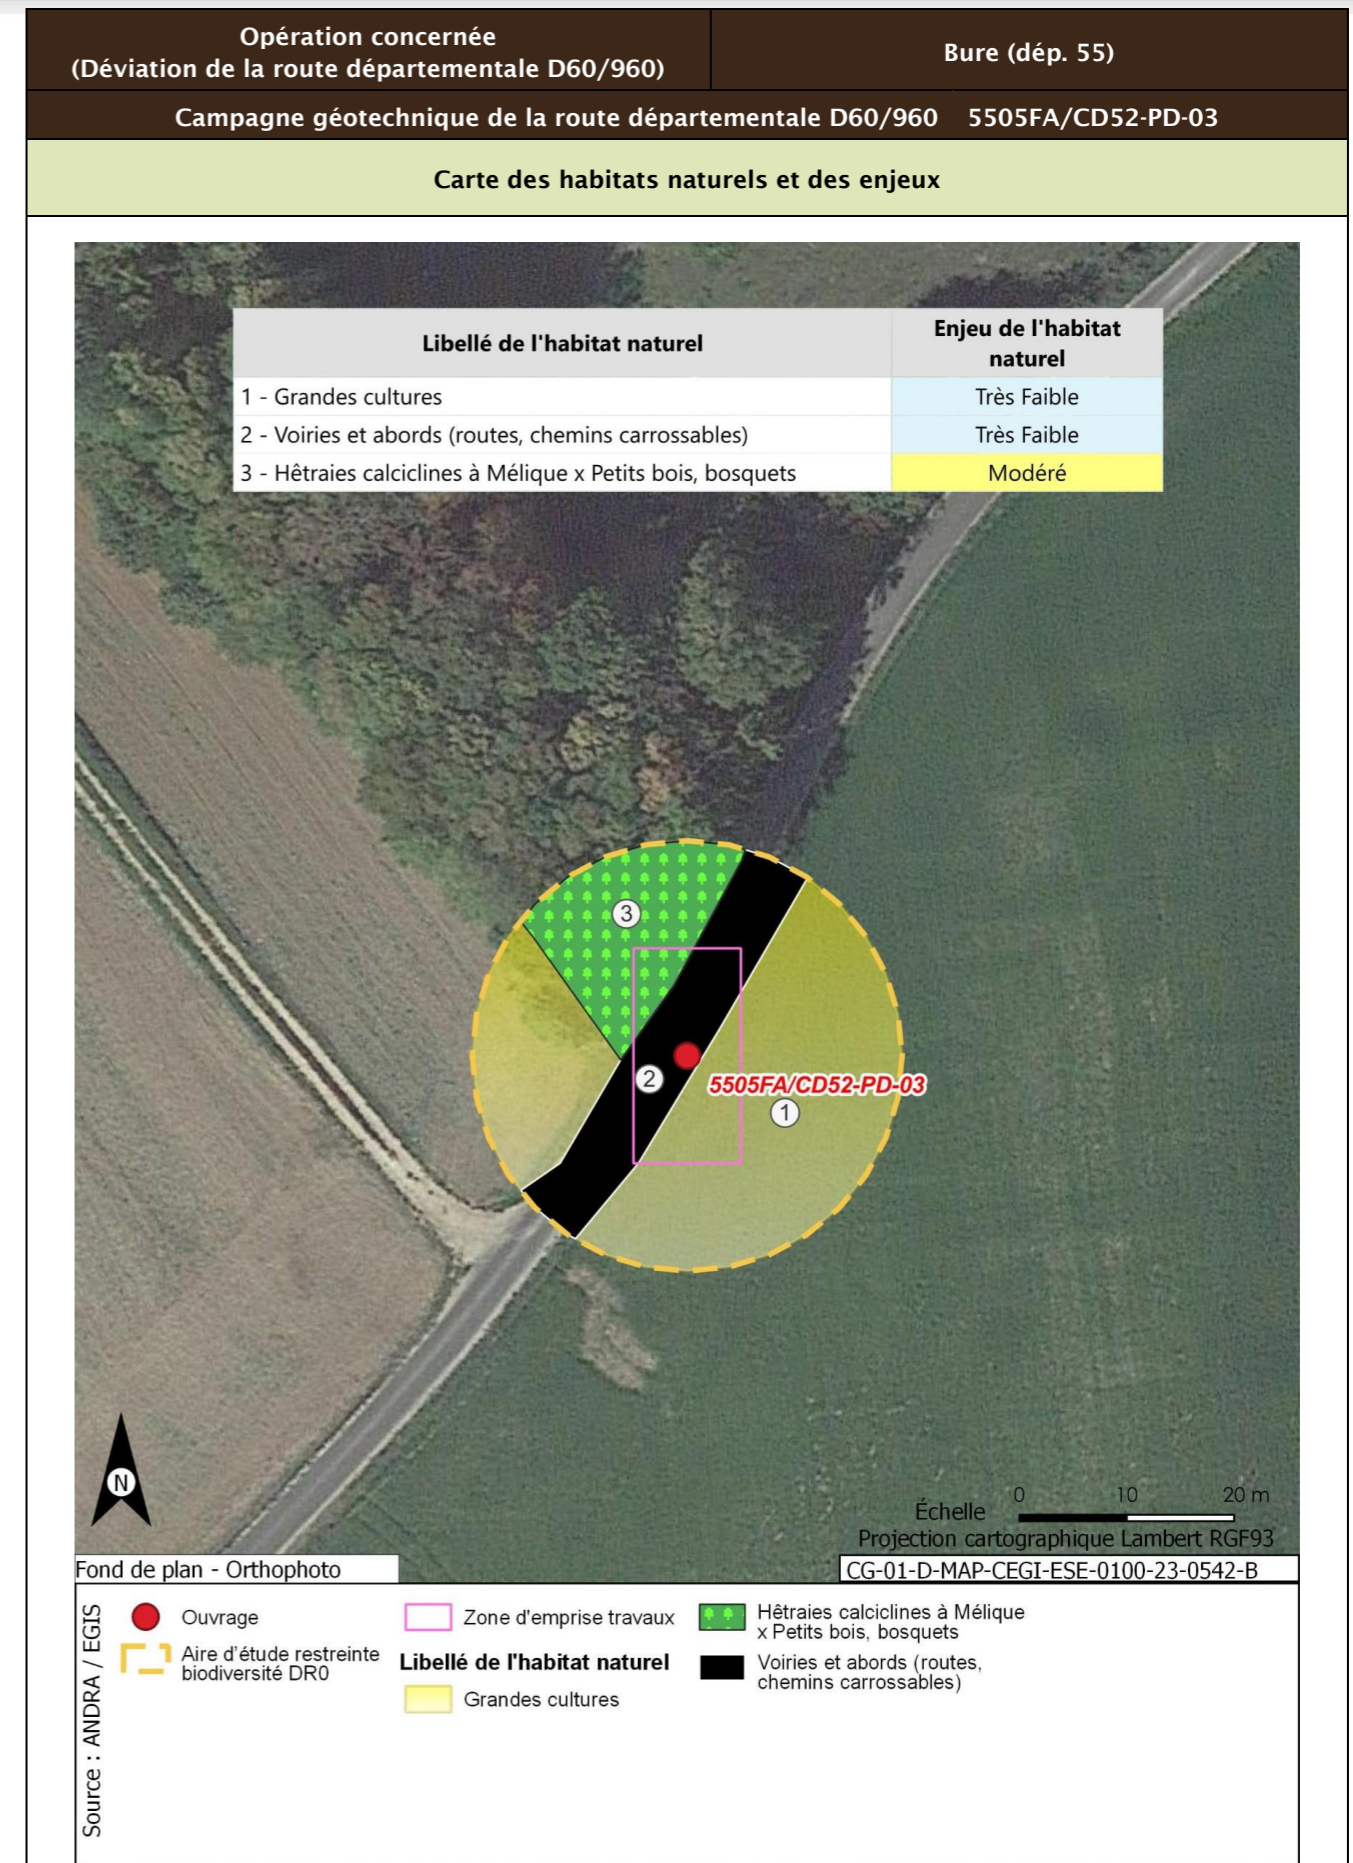 Opération concernée
(Déviation de la route départementale D60/960)
Bure (dép. 55)
Campagne géotechnique de la route départementale D60/960 5505FA/CD52-PD-03
Carte des habitats naturels et des enjeux
Libellé de l'habitat naturel
Enjeu de l'habitat
naturel
1 - Grandes cultures
Très Faible
2 - Voiries et abords (routes, chemins carrossables)
Très Faible
3 - Hêtraies calciclines à Mélique x Petits bois, bosquets
Modéré
3
2
5505FA/CD52-PD-03
1
N
Échelle
0 10 20 m
Projection cartographique Lambert RGF93
Fond de plan - Orthophoto
CG-01-D-MAP-CEGI-ESE-0100-23-0542-B
Source : ANDRA / EGIS
Ouvrage
Aire d'étude restreinte
biodiversité DR0
Zone d'emprise travaux
Libellé de l'habitat naturel
Grandes cultures
Hêtraies calciclines à Mélique
x Petits bois, bosquets
Voiries et abords (routes,
chemins carrossables)